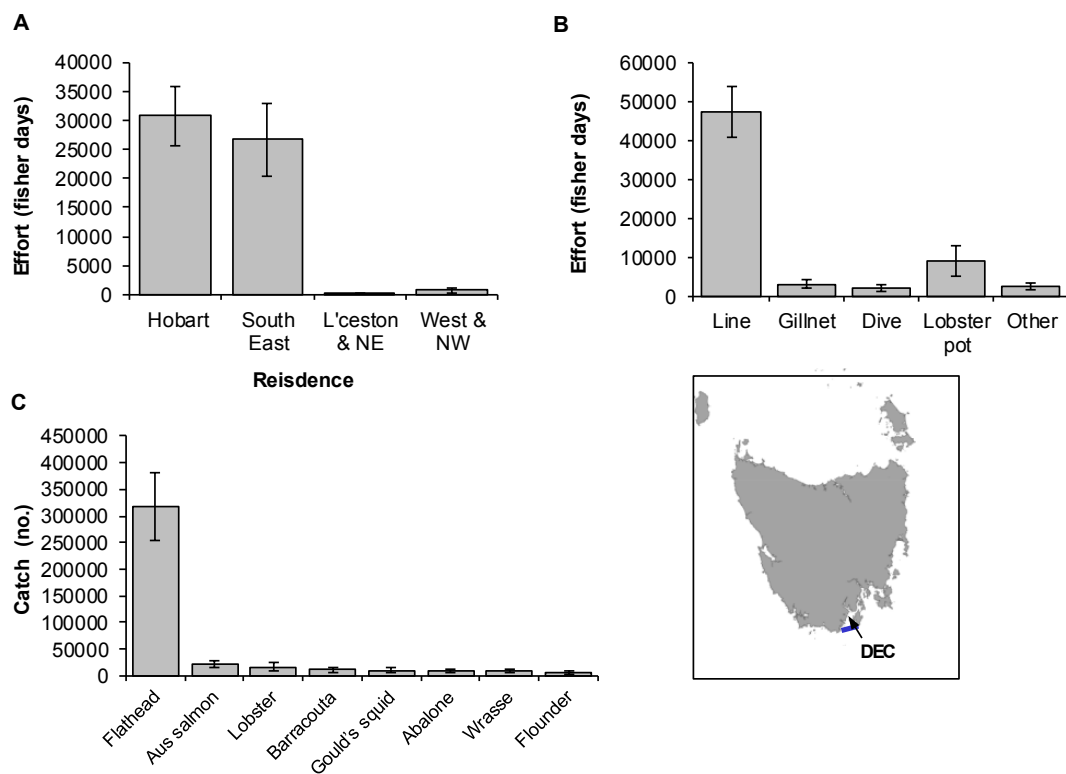 A
Effort (fisher days)
40000
35000
30000
25000
20000
15000
10000
5000
0
Hobart
South
East
L'ceston
& NE
West &
NW
Reisdence
B
Effort (fisher days)
60000
50000
40000
30000
20000
10000
0
Line
Gillnet
Dive
Lobster
pot
Other
C
Catch (no.)
450000
400000
350000
300000
250000
200000
150000
100000
50000
0
Flathead
Aus salmon
Lobster
Barracouta
Gould's squid
Abalone
Wrasse
Flounder
DEC